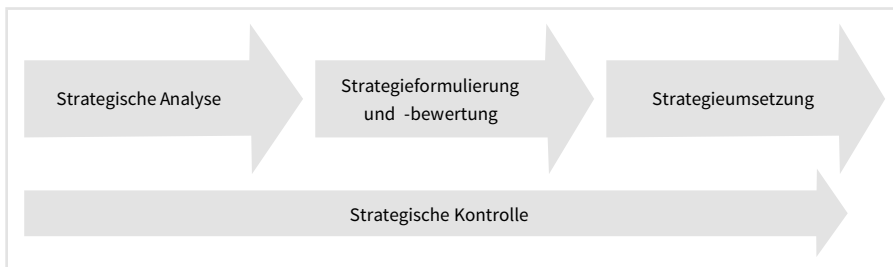 Strategische Analyse
Strategieformulierung
und -bewertung
Strategieumsetzung
Strategische Kontrolle